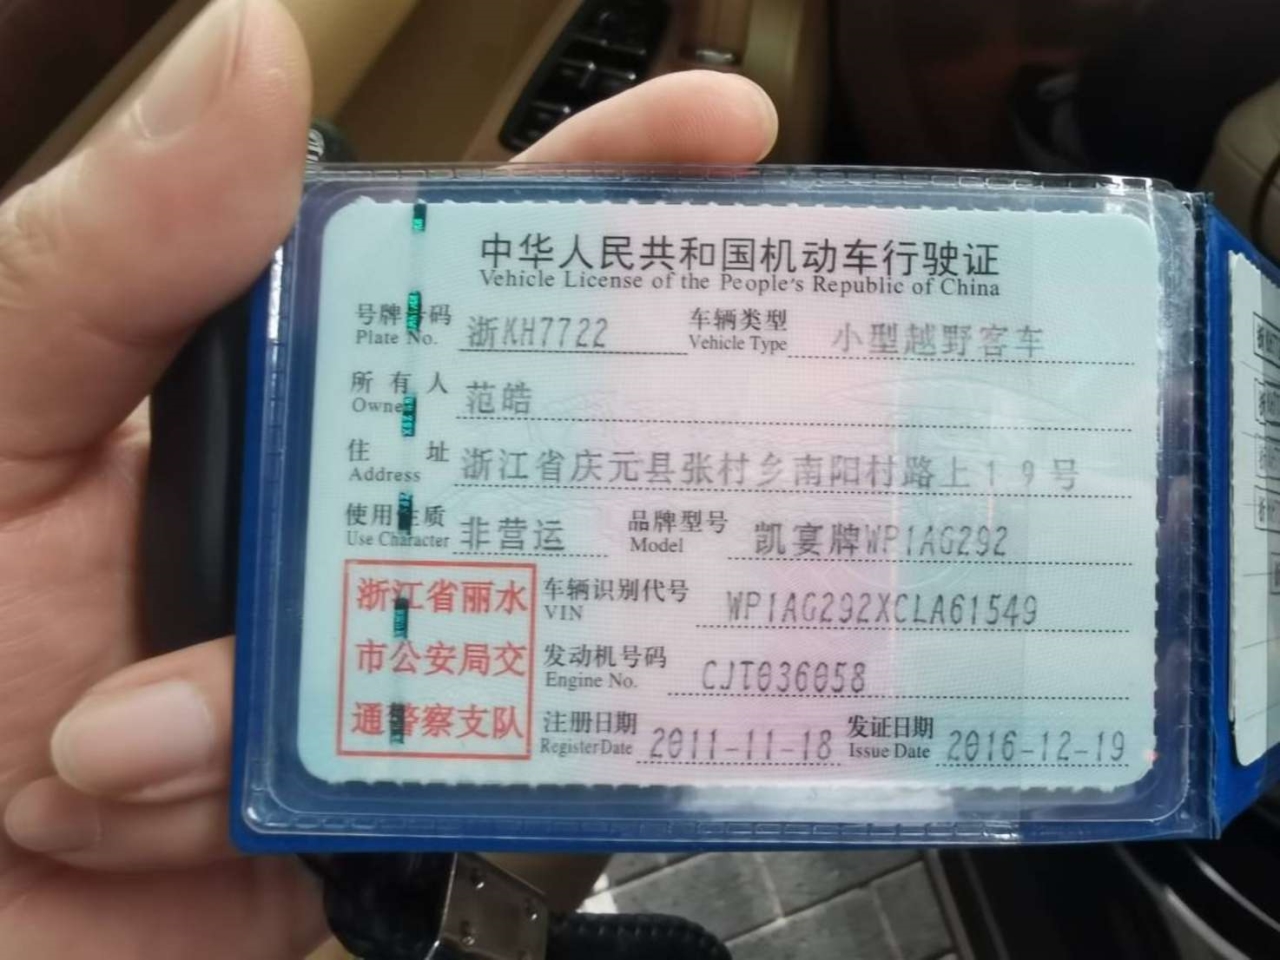 中华人民共和国机动车行驶证
Vehicle License of the People's Republic of China
号牌号码 浙KH7722 车辆类型 小型越野客车
Plate No. Vehicle Type
所有人 范皓
Owner
住址 浙江省庆元县张村乡南阳村路上19号
Address
使用性质 非营运 品牌型号 凯宴牌WP1AG292
Use Character Model
浙江省丽水
市公安局交
通警察支队
车辆识别代号 WP1AG292XCLA61549
VIN
发动机号码 CJT036058
Engine No.
注册日期 2011-11-18 发证日期 2016-12-19
Register Date Issue Date